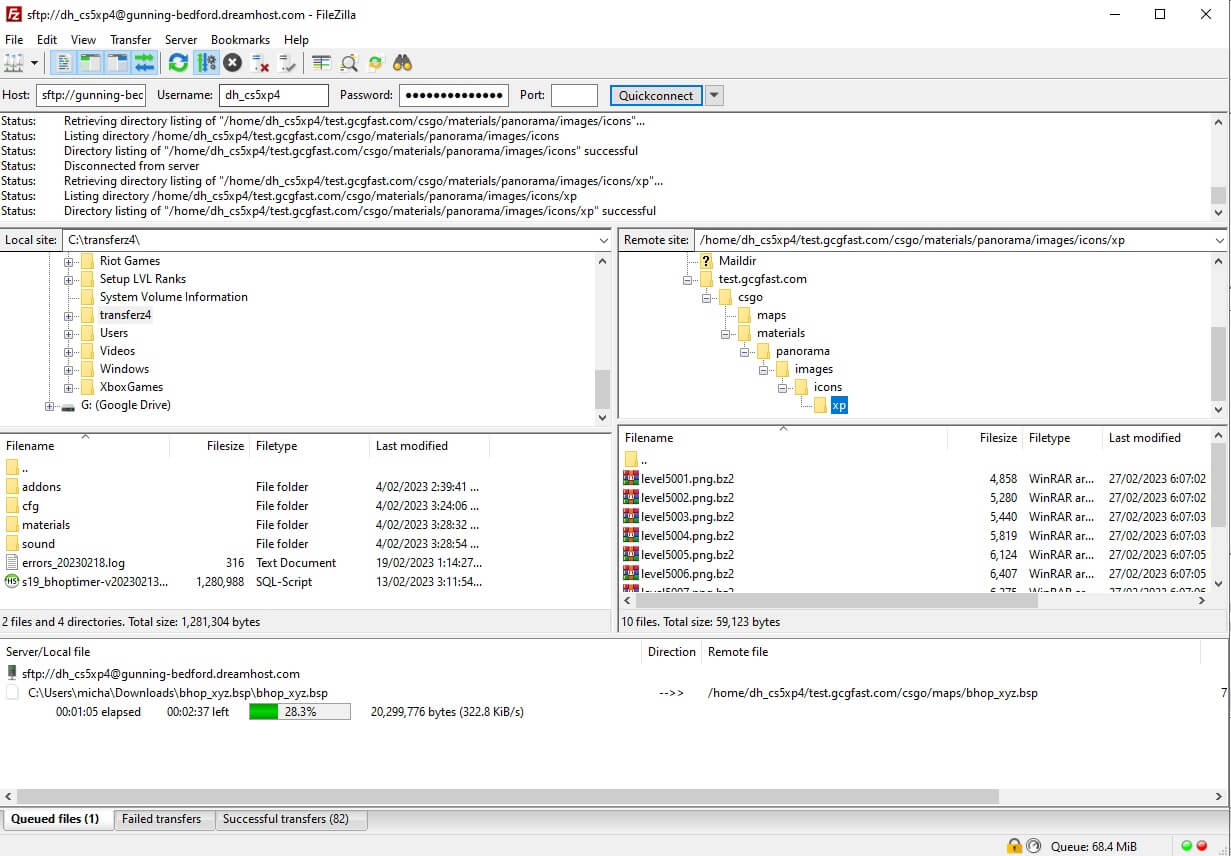 sftp://dh_cs5xp4@gunning-bedford.dreamhost.com - FileZilla
File Edit View Transfer Server Bookmarks Help
Host: sftp://gunning-bec Username: dh_cs5xp4 Password: ●●●●●●●●●●●●●● Port: Quickconnect
Status: Retrieving directory listing of "/home/dh_cs5xp4/test.gcgfast.com/csgo/materials/panorama/images/icons"...
Status: Listing directory /home/dh_cs5xp4/test.gcgfast.com/csgo/materials/panorama/images/icons
Status: Directory listing of "/home/dh_cs5xp4/test.gcgfast.com/csgo/materials/panorama/images/icons" successful
Status: Disconnected from server
Status: Retrieving directory listing of "/home/dh_cs5xp4/test.gcgfast.com/csgo/materials/panorama/images/icons/xp"...
Status: Listing directory /home/dh_cs5xp4/test.gcgfast.com/csgo/materials/panorama/images/icons/xp
Status: Directory listing of "/home/dh_cs5xp4/test.gcgfast.com/csgo/materials/panorama/images/icons/xp" successful
Local site: C:\transferz4\
Riot Games
Setup LVL Ranks
System Volume Information
transferz4
Users
Videos
Windows
XboxGames
G: (Google Drive)
Filename Filesize Filetype Last modified
..
addons File folder 4/02/2023 2:39:41 ...
cfg File folder 4/02/2023 3:24:06 ...
materials File folder 4/02/2023 3:28:32 ...
sound File folder 4/02/2023 3:28:54 ...
errors_20230218.log 316 Text Document 19/02/2023 1:14:27...
s19_bhoptimer-v20230213... 1,280,988 SQL-Script 13/02/2023 3:11:54...
2 files and 4 directories. Total size: 1,281,304 bytes
Remote site: /home/dh_cs5xp4/test.gcgfast.com/csgo/materials/panorama/images/icons/xp
? Maildir
test.gcgfast.com
csgo
maps
materials
panorama
images
icons
xp
Filename Filesize Filetype Last modified
..
level5001.png.bz2 4,858 WinRAR ar... 27/02/2023 6:07:02
level5002.png.bz2 5,280 WinRAR ar... 27/02/2023 6:07:02
level5003.png.bz2 5,440 WinRAR ar... 27/02/2023 6:07:03
level5004.png.bz2 5,819 WinRAR ar... 27/02/2023 6:07:03
level5005.png.bz2 6,124 WinRAR ar... 27/02/2023 6:07:05
level5006.png.bz2 6,407 WinRAR ar... 27/02/2023 6:07:05
level5007.png.bz2 6,275 WinRAR ar... 27/02/2023 6:07:06
10 files. Total size: 59,123 bytes
Server/Local file Direction Remote file
sftp://dh_cs5xp4@gunning-bedford.dreamhost.com
C:\Users\micha\Downloads\bhop_xyz.bsp\bhop_xyz.bsp -->> /home/dh_cs5xp4/test.gcgfast.com/csgo/maps/bhop_xyz.bsp 7
00:01:05 elapsed 00:02:37 left 28.3% 20,299,776 bytes (322.8 KiB/s)
Queued files (1) Failed transfers Successful transfers (82)
Queue: 68.4 MiB